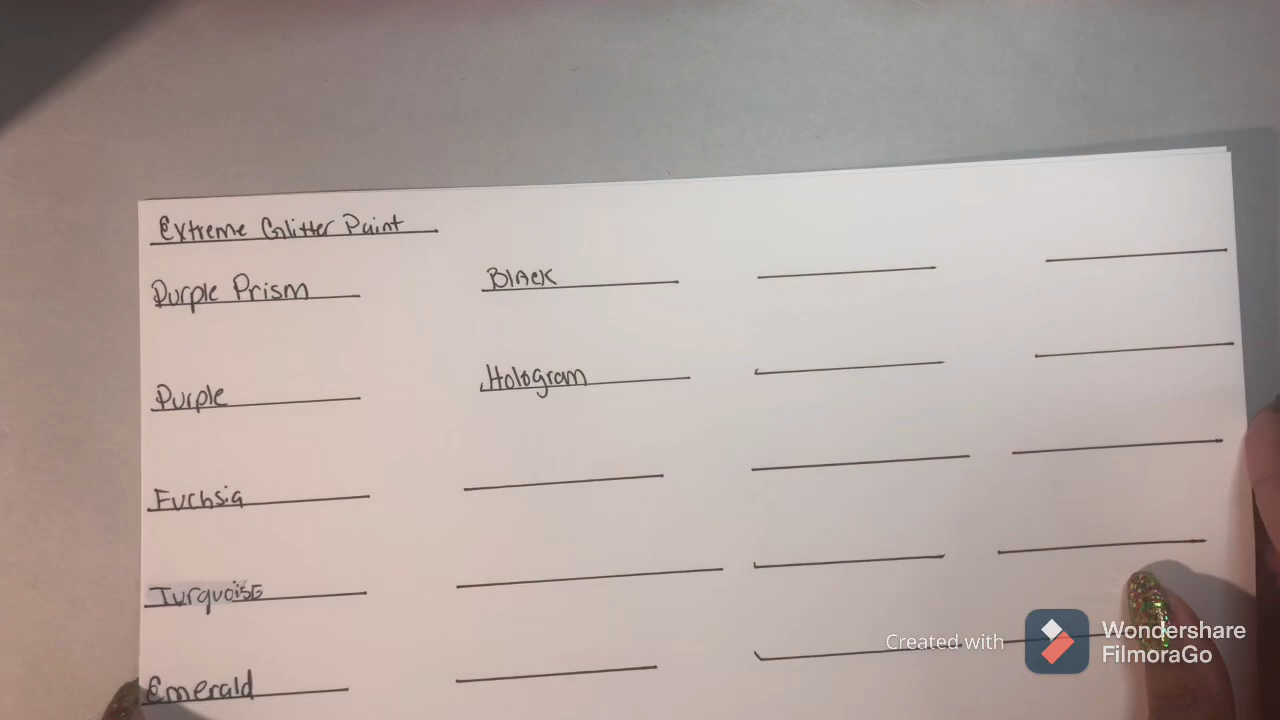 Extreme Glitter Paint
Purple Prism
Black
Purple
Hologram
Fuchsia
Turquoise
Emerald
Created with
Wondershare
FilmoraGo